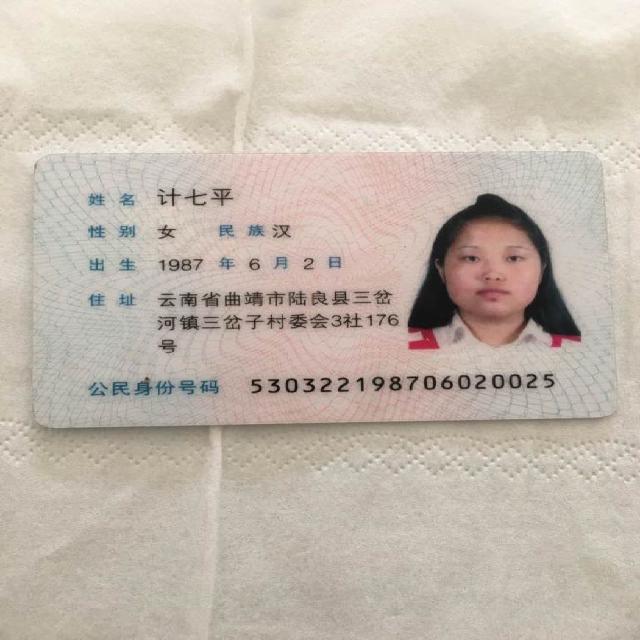 姓名 计七平
性别 女 民族 汉
出生 1987 年 6 月 2 日
住址 云南省曲靖市陆良县三岔
河镇三岔子村委会3社176
号
公民身份号码 530322198706020025